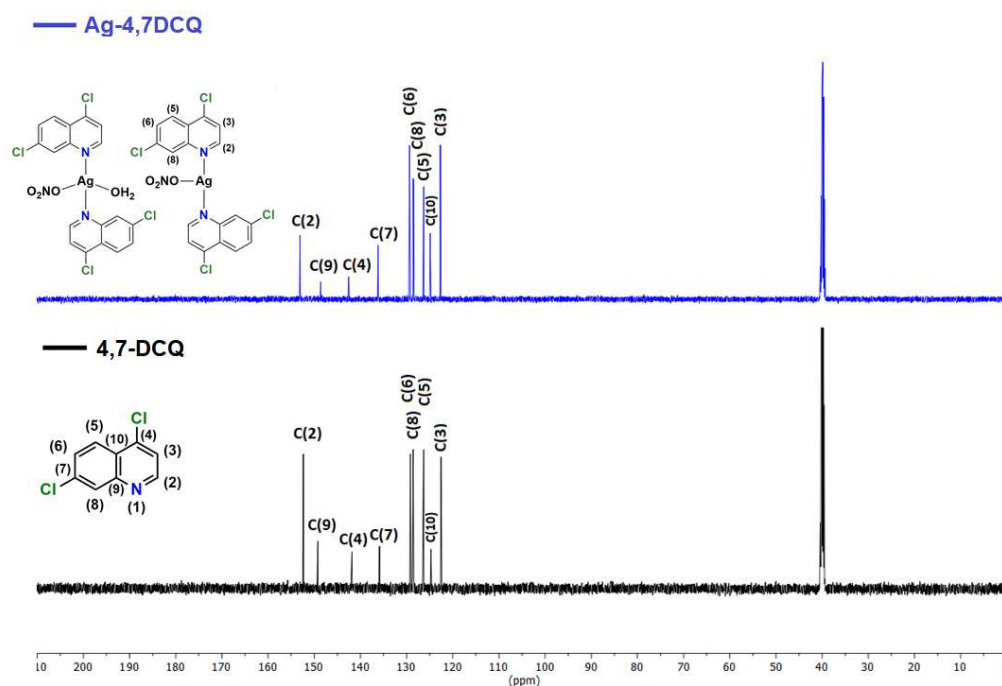 Ag-4,7DCQ
Cl
(5)
(6)
(3)
(2)
(8)
Cl
N
Cl
Cl
N
O₂NO
Ag
OH₂
O₂NO
Ag
N
Cl
Cl
N
Cl
Cl
C(2)
C(9)
C(4)
C(7)
C(6)
C(8)
C(5)
C(10)
C(3)
4,7-DCQ
Cl
(5)
(10)
(4)
(3)
(6)
(7)
(2)
Cl
(9)
N
(8)
(1)
C(2)
C(9)
C(4)
C(7)
C(6)
C(8)
C(5)
C(10)
C(3)
10 200 190 180 170 160 150 140 130 120 110 100 90 80 70 60 50 40 30 20 10
(ppm)